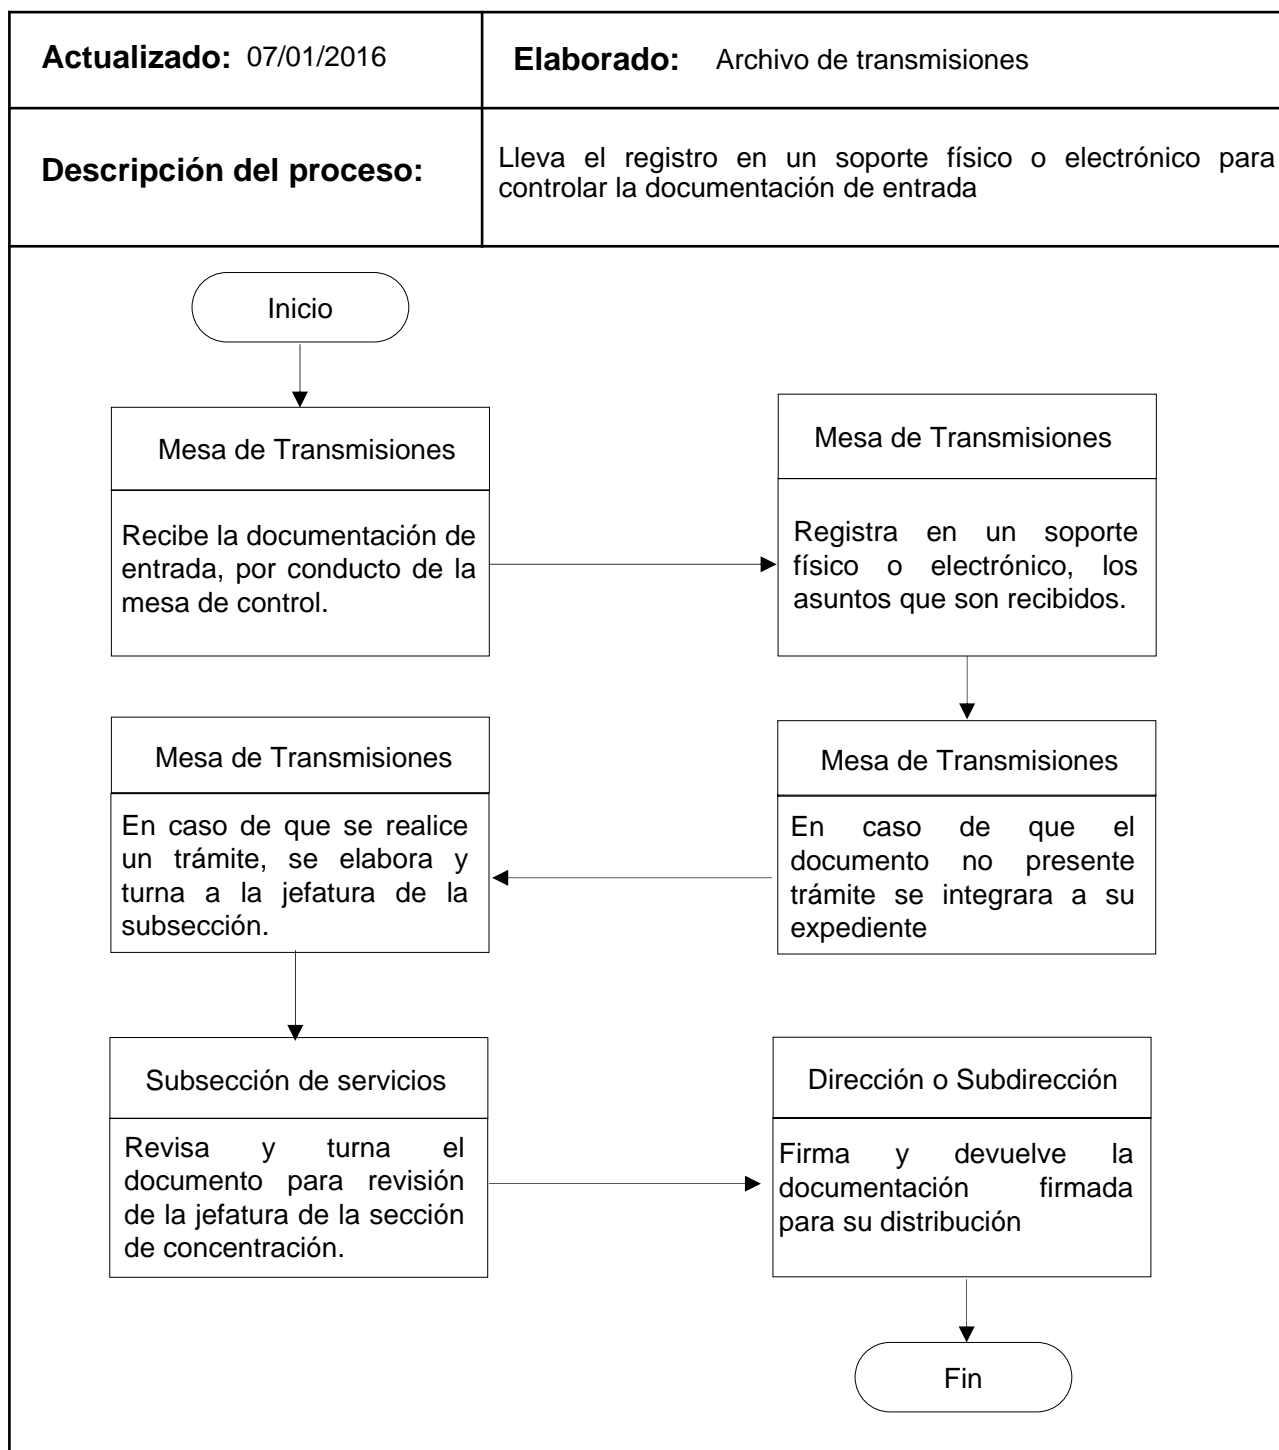 Actualizado: 07/01/2016
Elaborado: Archivo de transmisiones
Descripción del proceso:
Lleva el registro en un soporte físico o electrónico para
controlar la documentación de entrada
Inicio
Mesa de Transmisiones
Recibe la documentación de
entrada, por conducto de la
mesa de control.
Mesa de Transmisiones
Registra en un soporte
físico o electrónico, los
asuntos que son recibidos.
Mesa de Transmisiones
En caso de que el
documento no presente
trámite se integrara a su
expediente
Mesa de Transmisiones
En caso de que se realice
un trámite, se elabora y
turna a la jefatura de la
subsección.
Subsección de servicios
Revisa y turna el
documento para revisión
de la jefatura de la sección
de concentración.
Dirección o Subdirección
Firma y devuelve la
documentación firmada
para su distribución
Fin